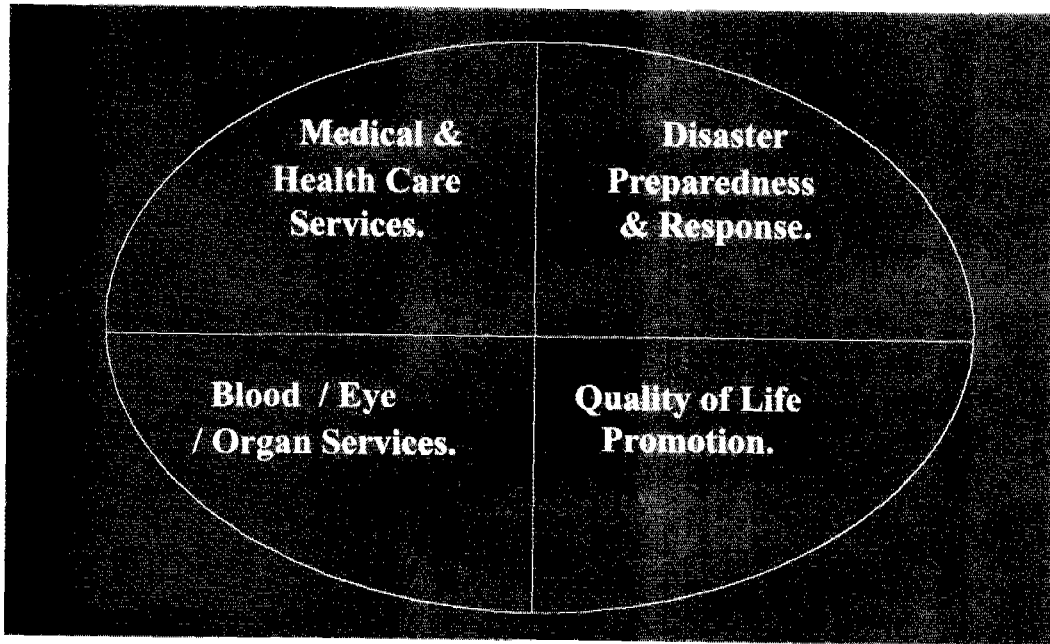 Medical &
Health Care
Services.
Disaster
Preparedness
& Response.
Blood / Eye
/ Organ Services.
Quality of Life
Promotion.